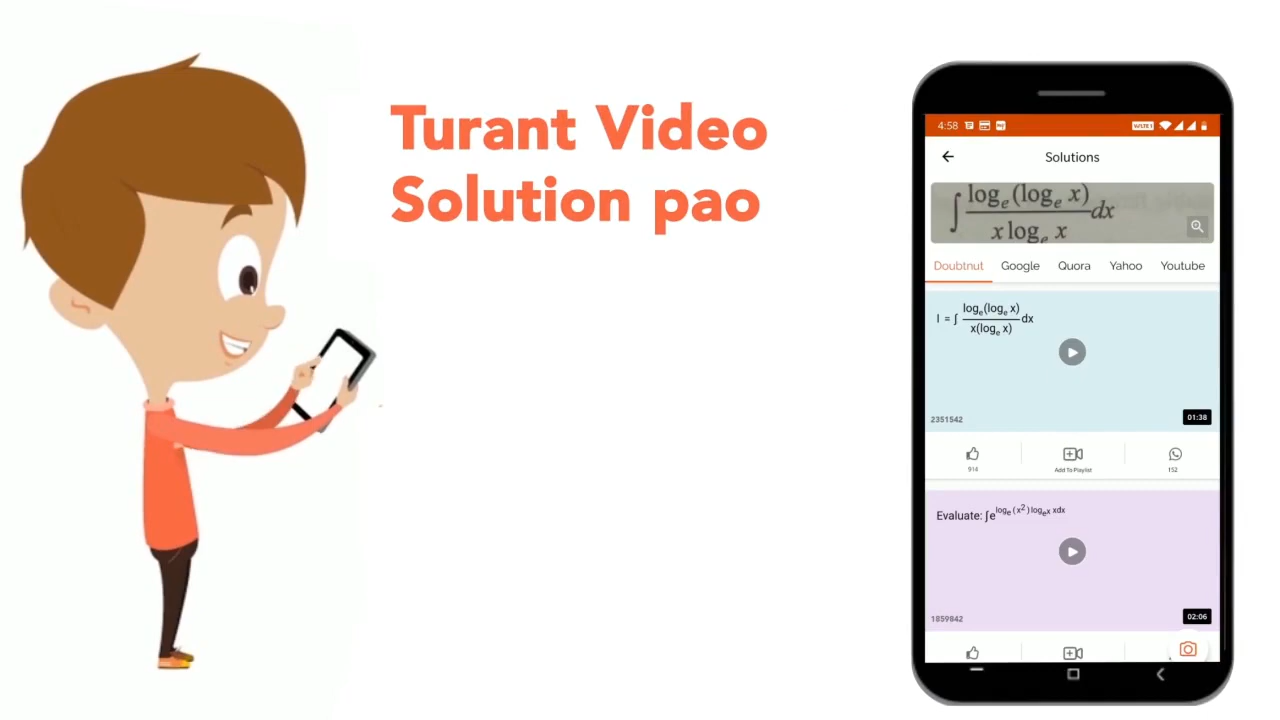 Turant Video
Solution pao
4:58
VoLTE1
Solutions
∫ logₑ(logₑ x) / x logₑ x dx
Doubtnut Google Quora Yahoo Youtube
I = ∫ logₑ(logₑ x) / x(logₑ x) dx
2351542
01:38
914
Add To Playlist
152
Evaluate: ∫e^logₑ(x²)logₑx xdx
1859842
02:06